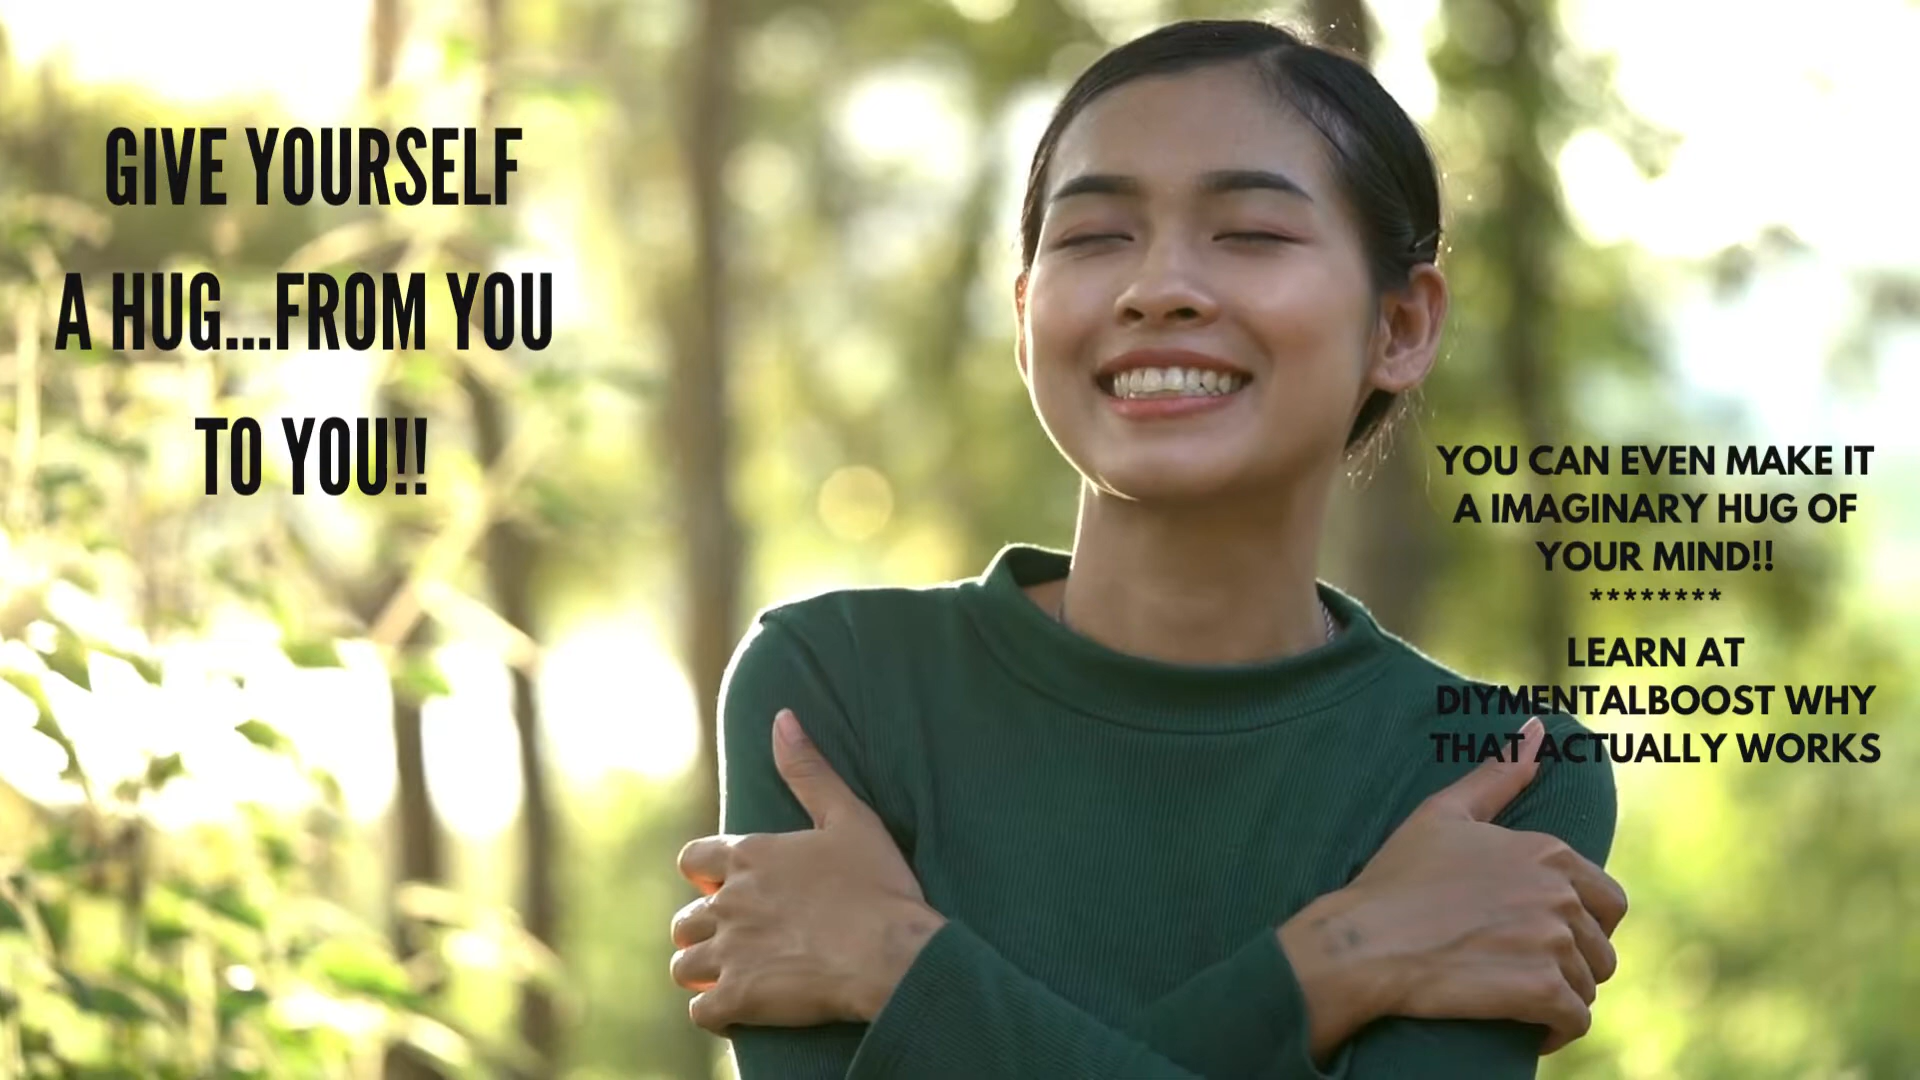 GIVE YOURSELF
A HUG...FROM YOU
TO YOU!!
YOU CAN EVEN MAKE IT
A IMAGINARY HUG OF
YOUR MIND!!
********
LEARN AT
DIYMENTALBOOST WHY
THAT ACTUALLY WORKS